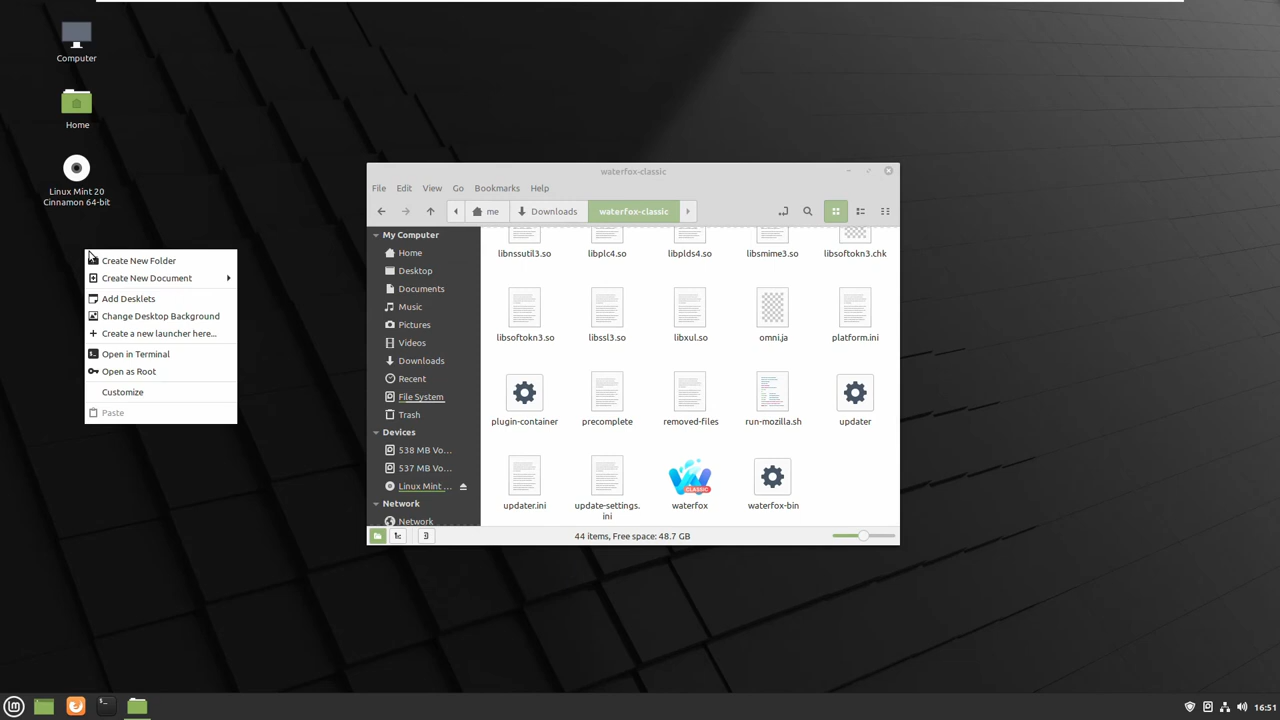 Computer
Home
Linux Mint 20
Cinnamon 64-bit
Create New Folder
Create New Document
Add Desklets
Change Desktop Background
Create a new launcher here...
Open in Terminal
Open as Root
Customize
Paste
waterfox-classic
File Edit View Go Bookmarks Help
me Downloads waterfox-classic
My Computer
Home
Desktop
Documents
Music
Pictures
Videos
Downloads
Recent
File System
Trash
Devices
538 MB Vo...
537 MB Vo...
Linux Mint ...
Network
Network
libnssutil3.so libplc4.so libplds4.so libsmime3.so libsoftokn3.chk
libsoftokn3.so libssl3.so libxul.so omni.ja platform.ini
plugin-container precomplete removed-files run-mozilla.sh updater
updater.ini update-settings.ini CLASSIC waterfox waterfox-bin
44 items, Free space: 48.7 GB
16:51